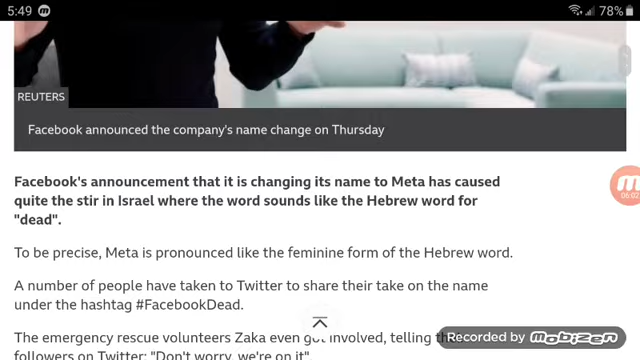 5:49
78%
REUTERS
Facebook announced the company's name change on Thursday
06:02
Facebook's announcement that it is changing its name to Meta has caused
quite the stir in Israel where the word sounds like the Hebrew word for
"dead".
To be precise, Meta is pronounced like the feminine form of the Hebrew word.
A number of people have taken to Twitter to share their take on the name
under the hashtag #FacebookDead.
The emergency rescue volunteers Zaka even got involved, telling
Recorded by MOBIZEN
followers on Twitter: "Don't worry, we're on it".